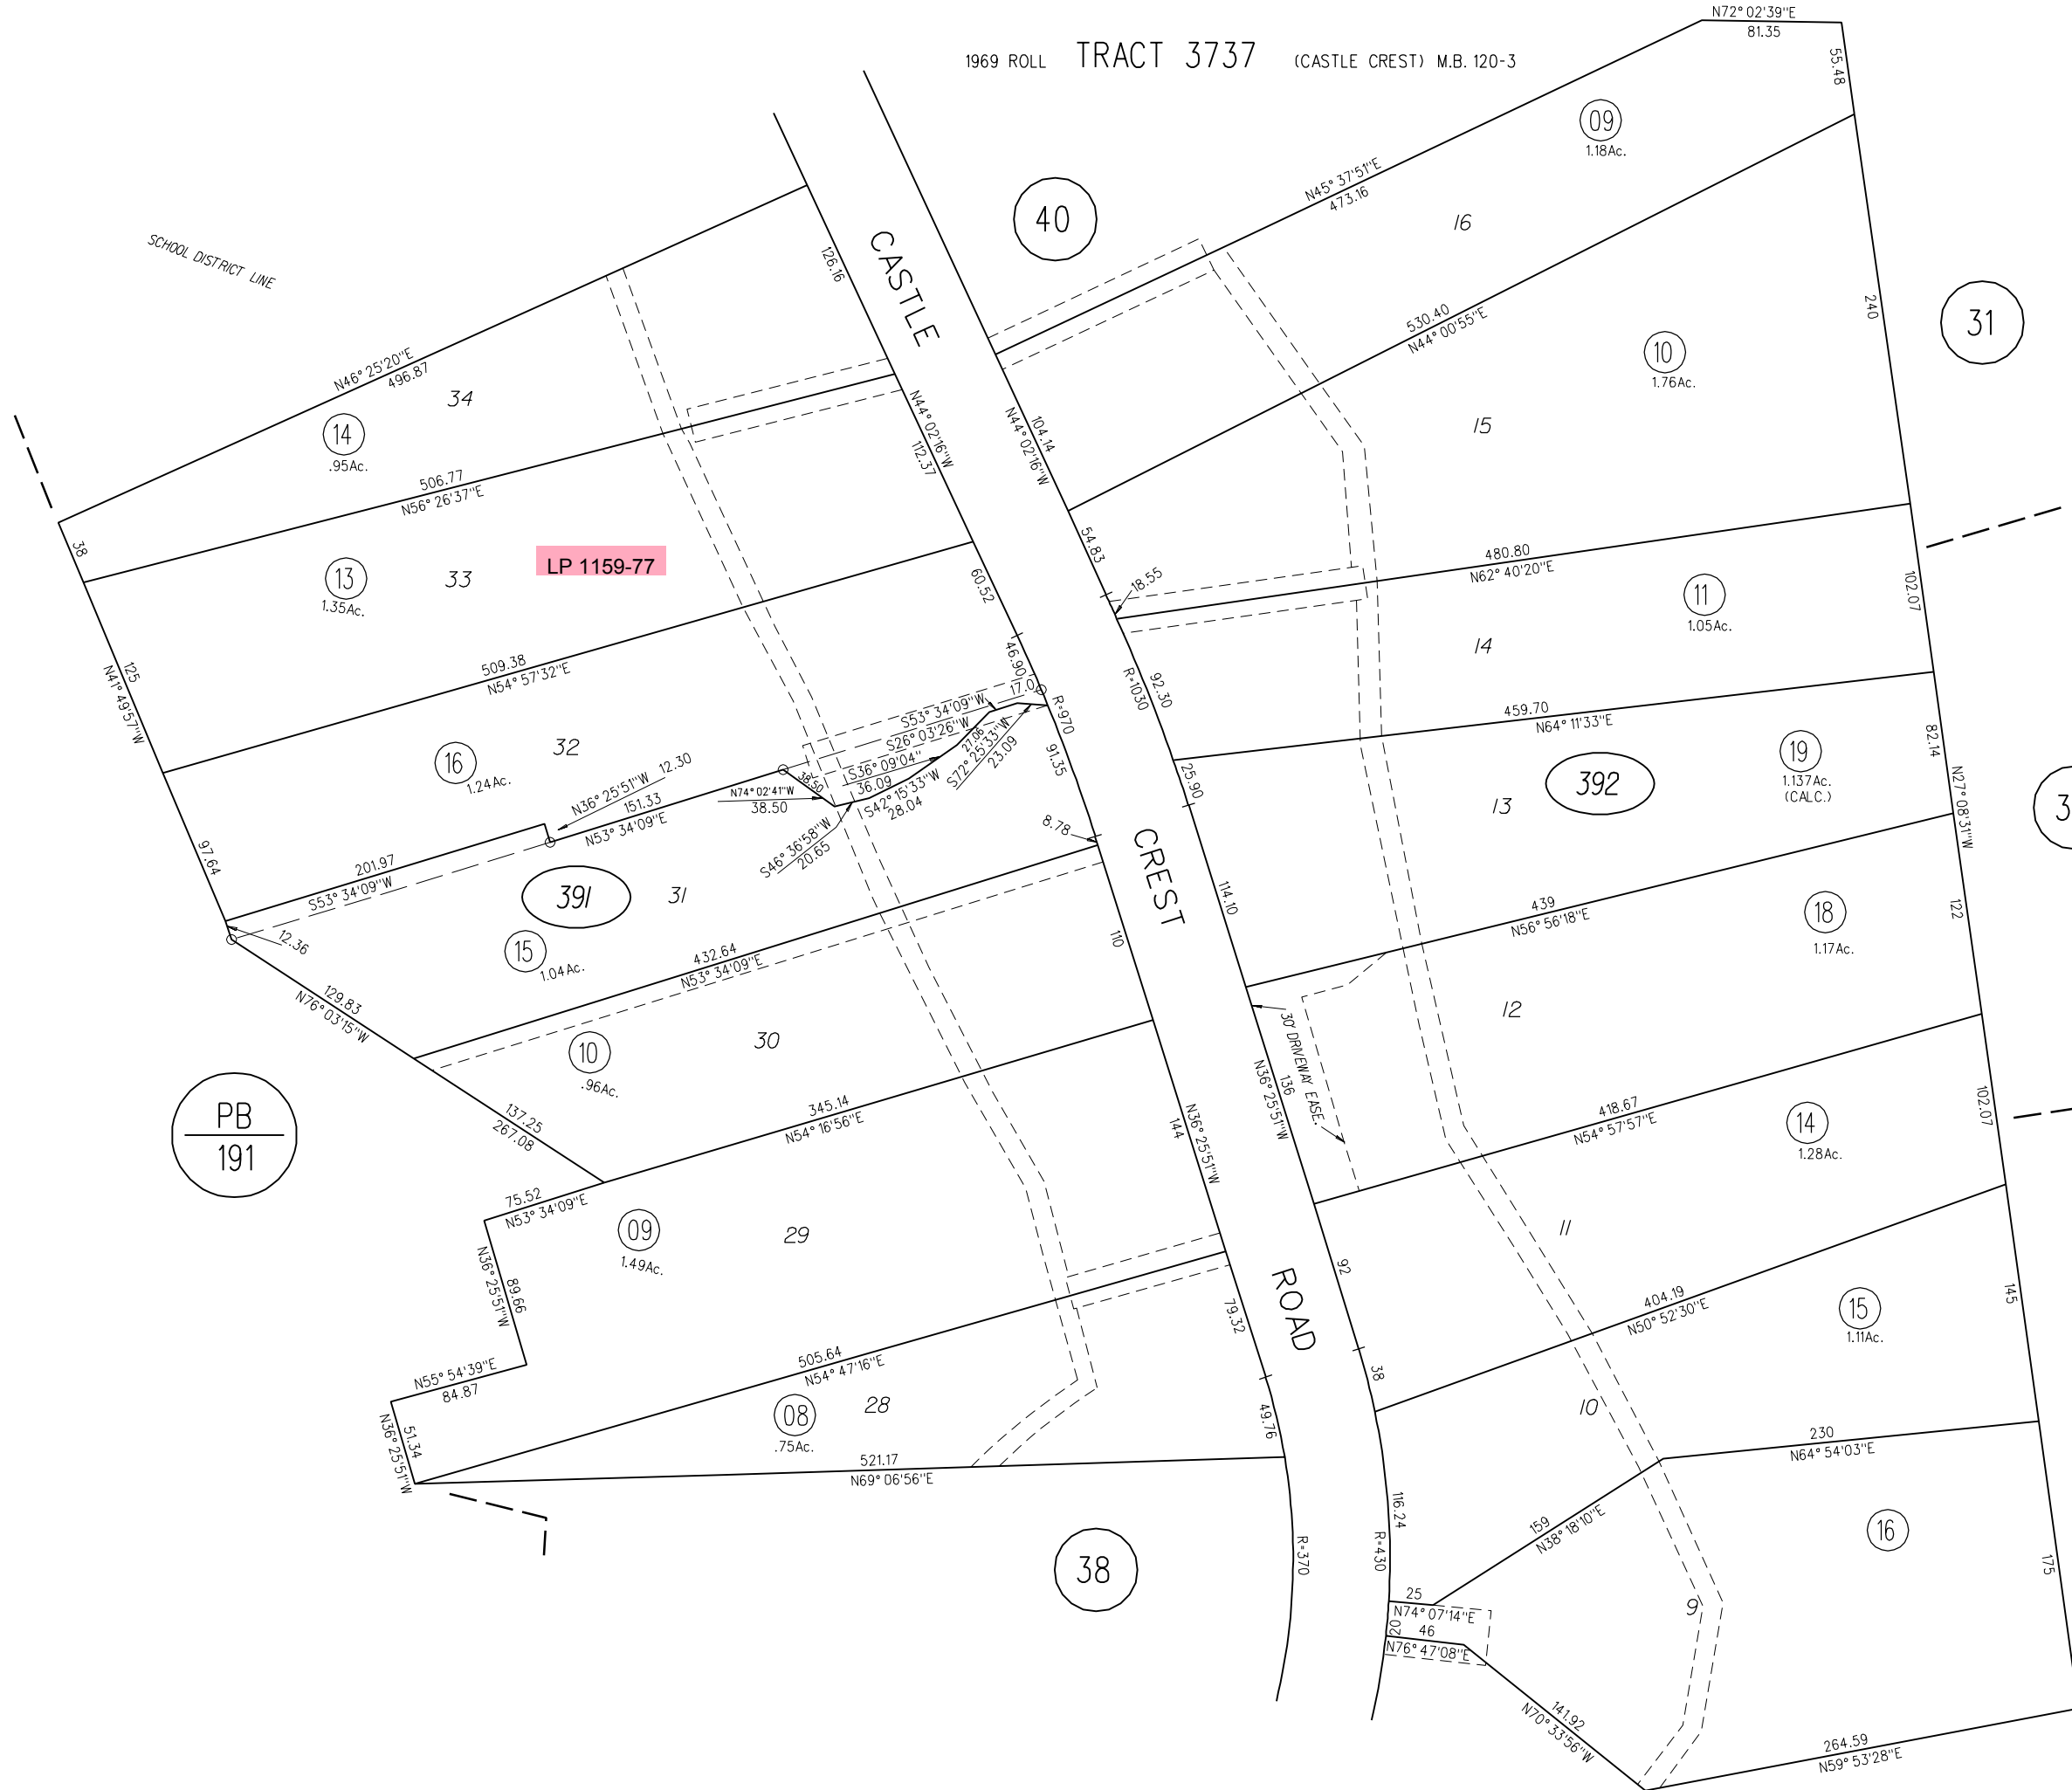 1969 ROLL TRACT 3737 (CASTLE CREST) M.B. 120-3
N72° 02'39"E
81.35
55.48
09
1.18Ac.
N45° 37'51"E
473.16
16
40
SCHOOL DISTRICT LINE
126.16
CASTLE
240
31
530.40
N44° 00'55"E
10
1.76Ac.
15
N46° 25'20"E
496.87
34
14
.95Ac.
N44° 02'16"W
112.37
104.14
N44° 02'16"W
506.77
N56° 26'37"E
38
13
1.35Ac.
33
LP 1159-77
60.52
54.83
18.55
480.80
N62° 40'20"E
102.07
11
1.05Ac.
14
125
N41° 49'57"W
509.38
N54° 57'32"E
46.90
17.0
R=970
91.35
R=1030
92.30
459.70
N64° 11'33"E
82.14
N27° 08'31"W
16
1.24Ac.
32
N36° 25'51"W 12.30
151.33
N53° 34'09"E
N74° 02'41"W
38.50
38.50
S53° 34'09"W
S26° 03'26"W
27.06
S72° 25'33"W
23.09
S36° 09'04"
36.09
S42° 15'33"W
28.04
S46° 36'58"W
20.65
8.78
25.90
392
13
19
1.137Ac.
(CALC.)
3
97.64
201.97
S53° 34'09"W
12.36
391
31
15
1.04Ac.
CREST
114.10
439
N56° 56'18"E
122
18
1.17Ac.
12
432.64
N53° 34'09"E
110
129.83
N76° 03'15"W
10
.96Ac.
30
30' DRIVEWAY EASE.
136
N36° 25'51"W
PB
191
137.25
267.08
345.14
N54° 16'56"E
N36° 25'51"W
144
418.67
N54° 57'57"E
102.07
14
1.28Ac.
11
75.52
N53° 34'09"E
09
1.49Ac.
29
N36° 25'51"W
89.66
ROAD
92
79.32
145
404.19
N50° 52'30"E
15
1.11Ac.
10
38
505.64
N54° 47'16"E
N55° 54'39"E
84.87
51.34
N36° 25'51"W
08
.75Ac.
28
49.76
521.17
N69° 06'56"E
230
N64° 54'03"E
116.24
159
N38° 18'10"E
16
38
R=370
R=430
175
25
N74° 07'14"E
20
46
N76° 47'08"E
9
141.92
N70° 33'56"W
264.59
N59° 53'28"E